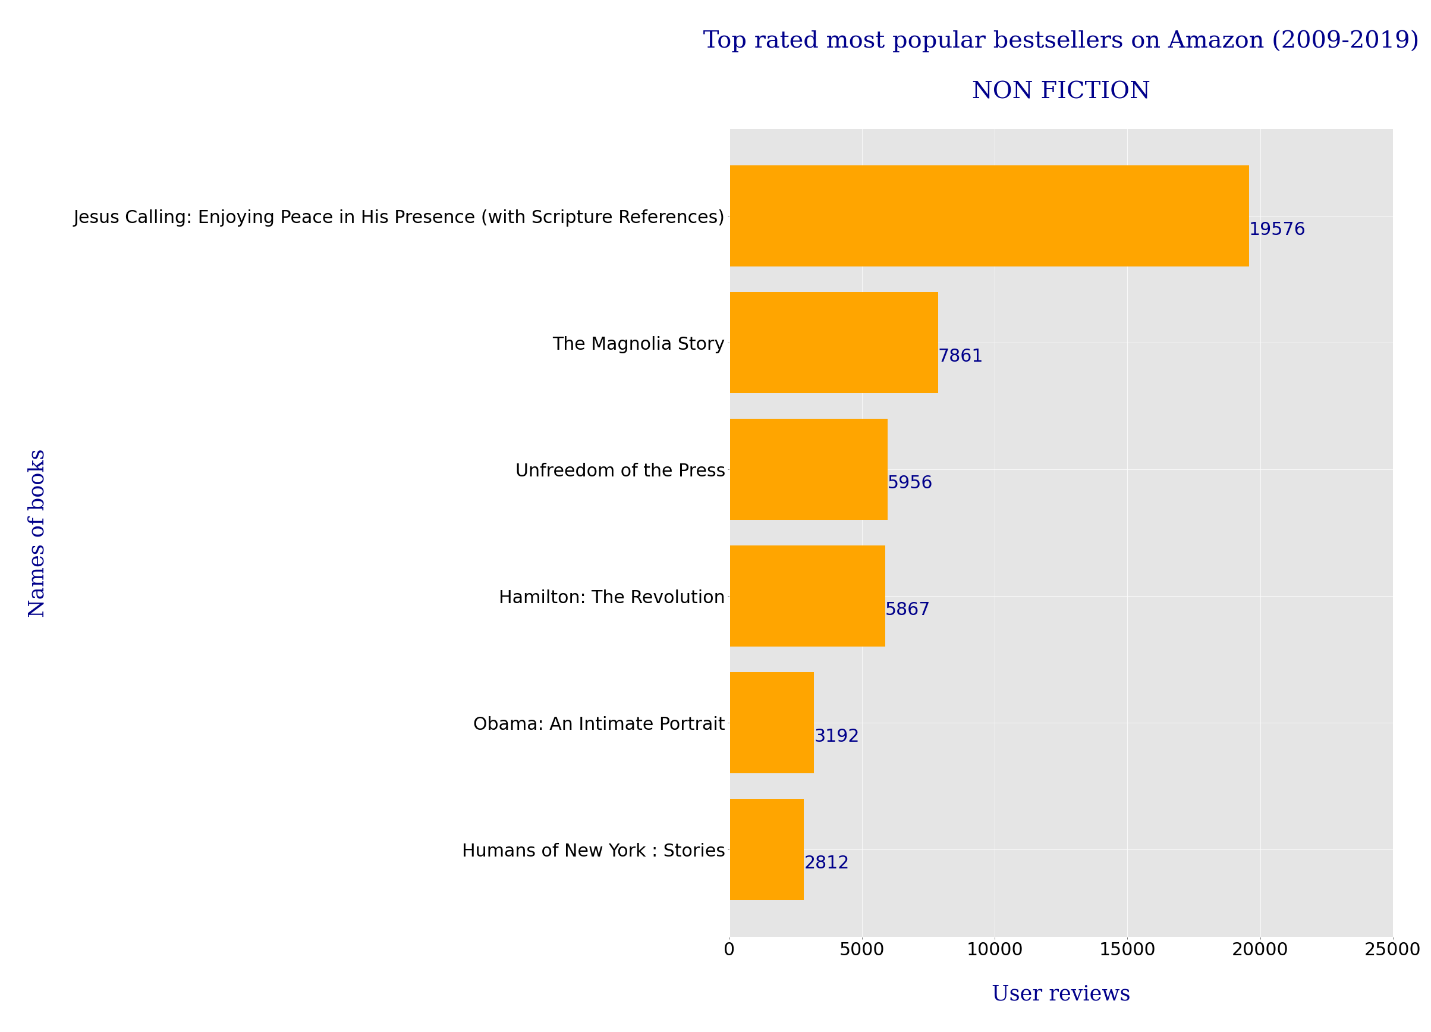 Top rated most popular bestsellers on Amazon (2009-2019)
NON FICTION
Names of books
Jesus Calling: Enjoying Peace in His Presence (with Scripture References)
19576
The Magnolia Story
7861
Unfreedom of the Press
5956
Hamilton: The Revolution
5867
Obama: An Intimate Portrait
3192
Humans of New York : Stories
2812
0 5000 10000 15000 20000 25000
User reviews